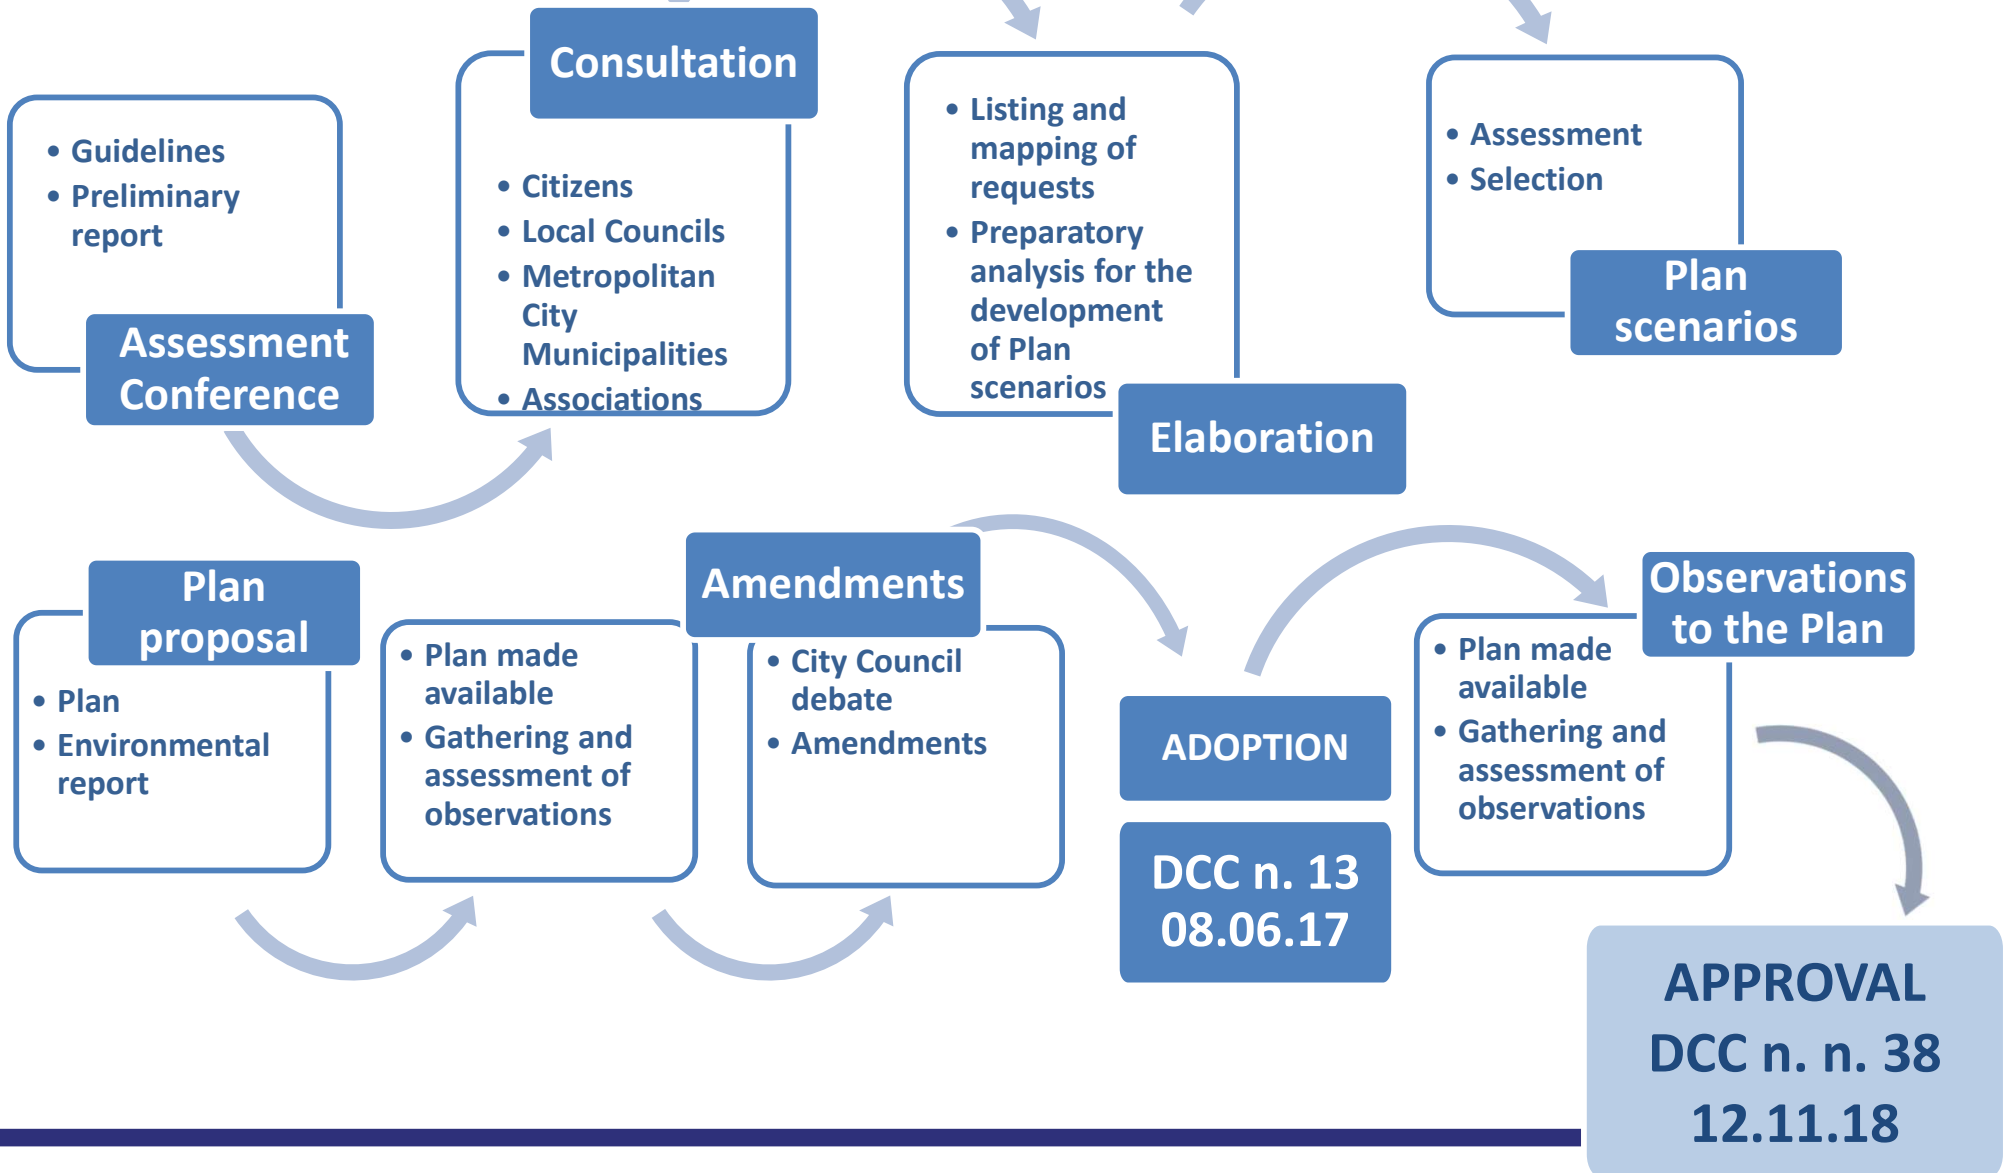 Assessment
Conference
• Guidelines
• Preliminary
report
Consultation
• Citizens
• Local Councils
• Metropolitan
City
Municipalities
• Associations
• Listing and
mapping of
requests
• Preparatory
analysis for the
development
of Plan
scenarios
Elaboration
• Assessment
• Selection
Plan
scenarios
Plan
proposal
• Plan
• Environmental
report
• Plan made
available
• Gathering and
assessment of
observations
Amendments
• City Council
debate
• Amendments
ADOPTION
DCC n. 13
08.06.17
Observations
to the Plan
• Plan made
available
• Gathering and
assessment of
observations
APPROVAL
DCC n. n. 38
12.11.18